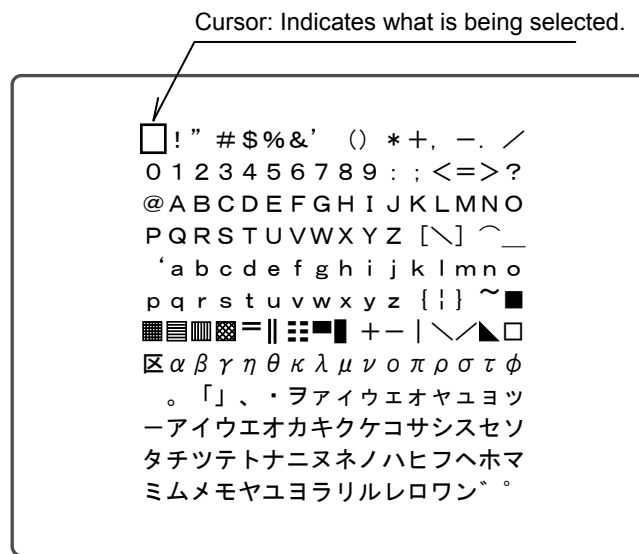 Cursor: Indicates what is being selected.
!”#$%&’()*+,－./
0123456789:;<=>?
@ABCDEFGHIJKLMNO
PQRSTUVWXYZ[＼]⌒＿
‘abcdefghijklmno
pqrstuvwxyz{¦}~■
▦▤▥▩＝∥☷▀▌＋－｜＼／◣□
区αβγηθκλμνοπρστφ
。「」、・ヲァィゥェォャュョッ
ーアイウエオカキクケコサシスセソ
タチツテトナニヌネノハヒフヘホマ
ミムメモヤユヨラリルレロワン゛゜